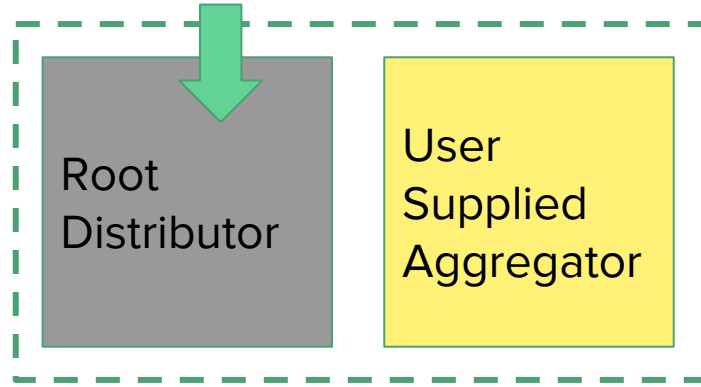 Root
Distributor
User
Supplied
Aggregator